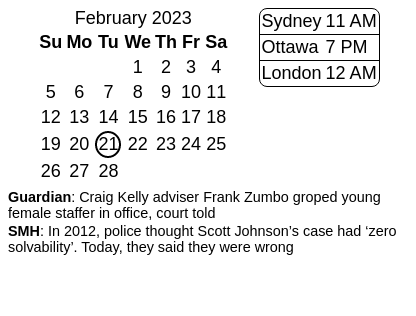 February 2023
Su Mo Tu We Th Fr Sa
1 2 3 4
5 6 7 8 9 10 11
12 13 14 15 16 17 18
19 20 21 22 23 24 25
26 27 28
Sydney 11 AM
Ottawa 7 PM
London 12 AM
Guardian: Craig Kelly adviser Frank Zumbo groped young
female staffer in office, court told
SMH: In 2012, police thought Scott Johnson’s case had ‘zero
solvability’. Today, they said they were wrong